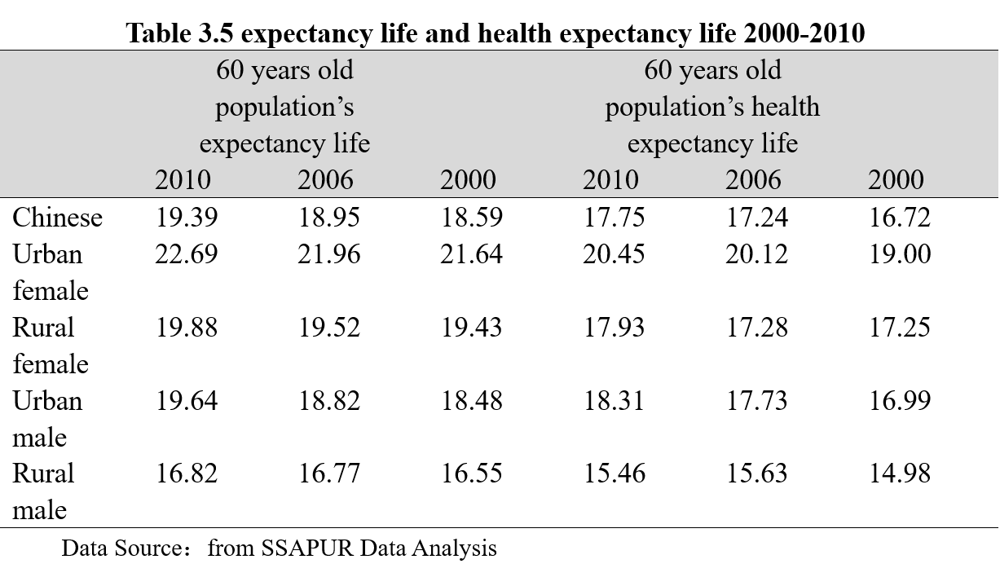 Table 3.5 expectancy life and health expectancy life 2000-2010
60 years old population’s expectancy life 60 years old population’s health expectancy life
2010 2006 2000 2010 2006 2000
Chinese 19.39 18.95 18.59 17.75 17.24 16.72
Urban female 22.69 21.96 21.64 20.45 20.12 19.00
Rural female 19.88 19.52 19.43 17.93 17.28 17.25
Urban male 19.64 18.82 18.48 18.31 17.73 16.99
Rural male 16.82 16.77 16.55 15.46 15.63 14.98
Data Source：from SSAPUR Data Analysis